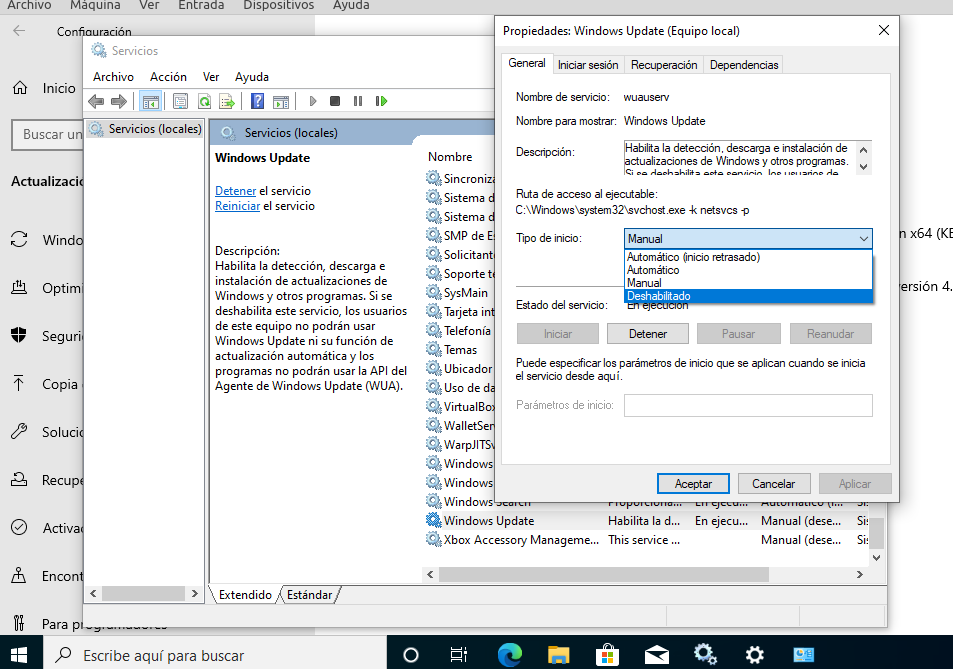 Archivo Máquina Ver Entrada Dispositivos Ayuda
Configuración
Inicio
Buscar un
Actualizació
Windo
Optimi
Seguri
Copia
Solució
Recupe
Activac
Encont
Para programadores
Servicios
Archivo Acción Ver Ayuda
Servicios (locales)
Servicios (locales)
Windows Update
Detener el servicio
Reiniciar el servicio
Descripción:
Habilita la detección, descarga e
instalación de actualizaciones de
Windows y otros programas. Si se
deshabilita este servicio, los usuarios
de este equipo no podrán usar
Windows Update ni su función de
actualización automática y los
programas no podrán usar la API del
Agente de Windows Update (WUA).
Nombre
Sincroniza
Sistema d
Sistema d
SMP de Es
Solicitante
Soporte te
SysMain
Tarjeta int
Telefonía
Temas
Ubicador
Uso de da
VirtualBox
WalletSer
WarpJITSv
Windows
Windows
Windows Search Proporciona... En ejecu... Automático (i...
Windows Update Habilita la d... En ejecu... Manual (dese... Si
Xbox Accessory Manageme... This service ... Manual (dese... Si
Extendido Estándar
Propiedades: Windows Update (Equipo local)
General Iniciar sesión Recuperación Dependencias
Nombre de servicio: wuauserv
Nombre para mostrar: Windows Update
Descripción: Habilita la detección, descarga e instalación de
actualizaciones de Windows y otros programas.
Si se deshabilita este servicio, los usuarios de
Ruta de acceso al ejecutable:
C:\Windows\system32\svchost.exe -k netsvcs -p
Tipo de inicio: Manual
Automático (inicio retrasado)
Automático
Manual
Deshabilitado
Estado del servicio: En ejecución
Iniciar Detener Pausar Reanudar
Puede especificar los parámetros de inicio que se aplican cuando se inicia
el servicio desde aquí.
Parámetros de inicio:
Aceptar Cancelar Aplicar
n x64 (KE
ersión 4.
Escribe aquí para buscar